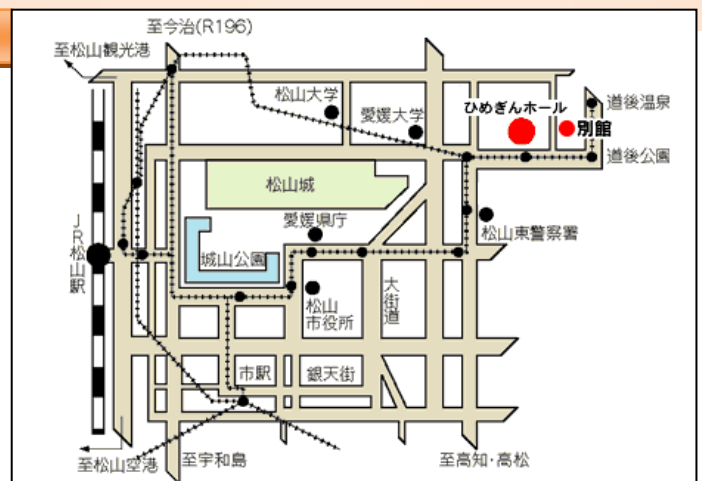 至今治(R196)
至松山観光港
松山大学
愛媛大学
ひめぎんホール
別館
道後温泉
道後公園
松山城
愛媛県庁
城山公園
松山東警察署
JR松山駅
松山
市役所
大街道
市駅
銀天街
至松山空港
至宇和島
至高知・高松